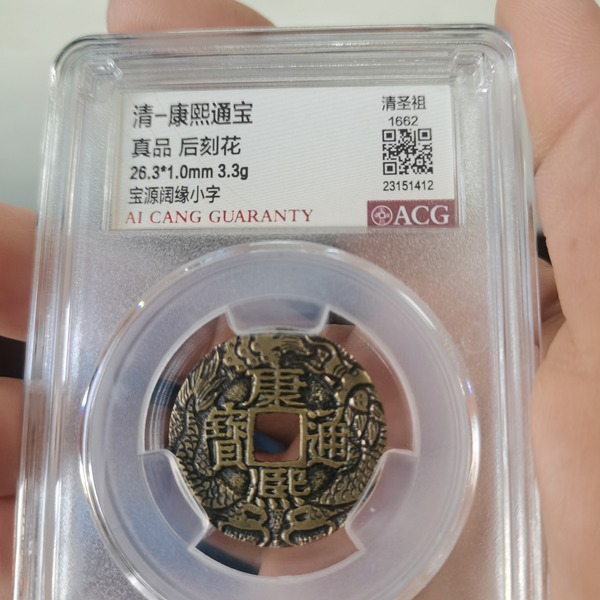 清-康熙通宝
真品 后刻花
26.3*1.0mm 3.3g
宝源阔缘小字
AI CANG GUARANTY
清圣祖
1662
23151412
ACG
康熙通寶